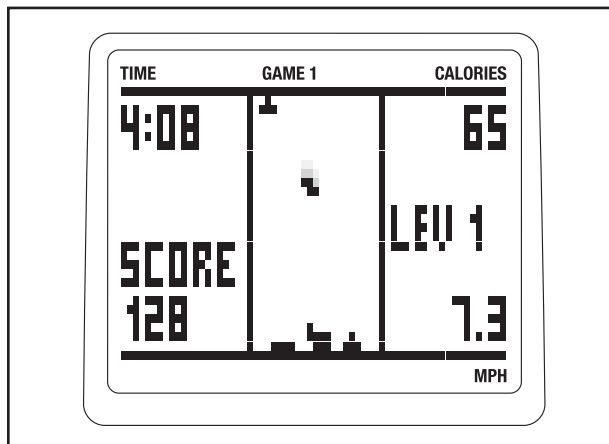 TIME GAME 1 CALORIES
4:08 65
LEV 1
SCORE
128 7.3
MPH